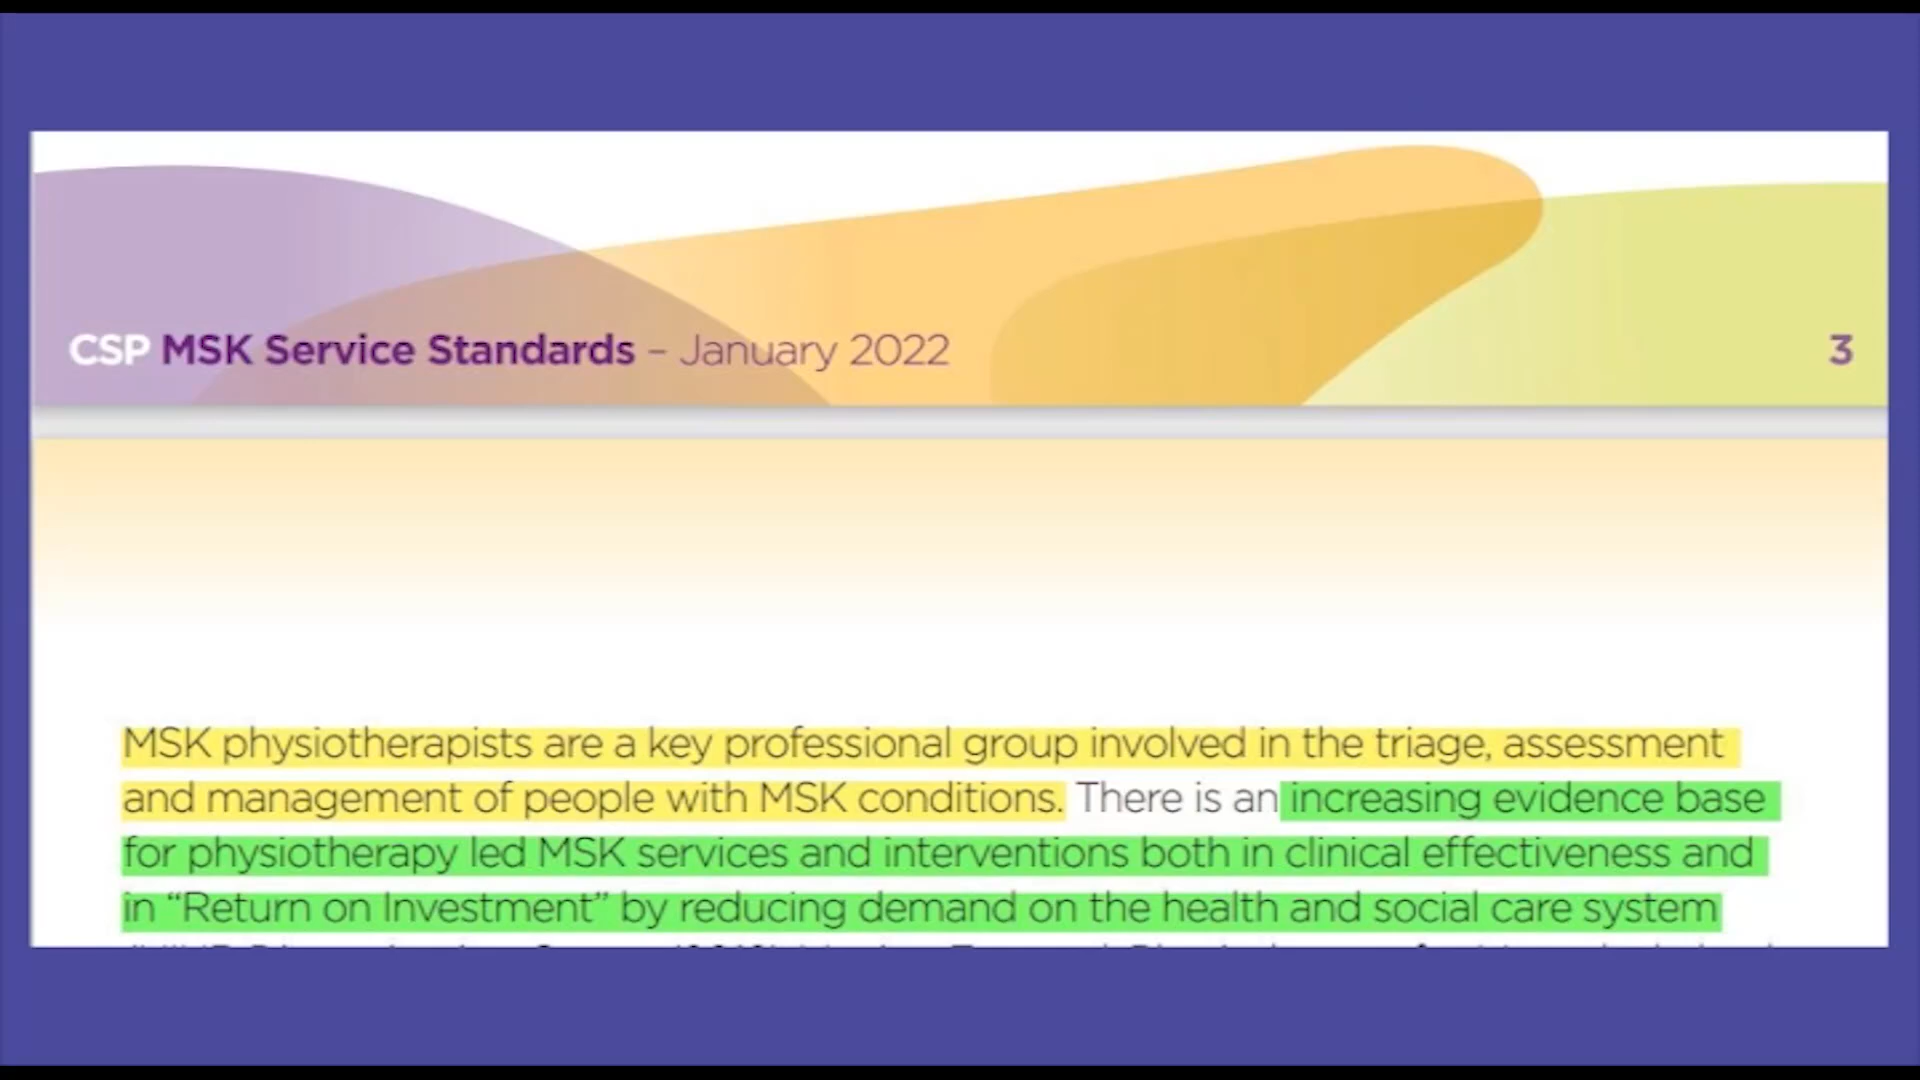 CSP MSK Service Standards – January 2022
3
MSK physiotherapists are a key professional group involved in the triage, assessment
and management of people with MSK conditions. There is an increasing evidence base
for physiotherapy led MSK services and interventions both in clinical effectiveness and
in “Return on Investment” by reducing demand on the health and social care system